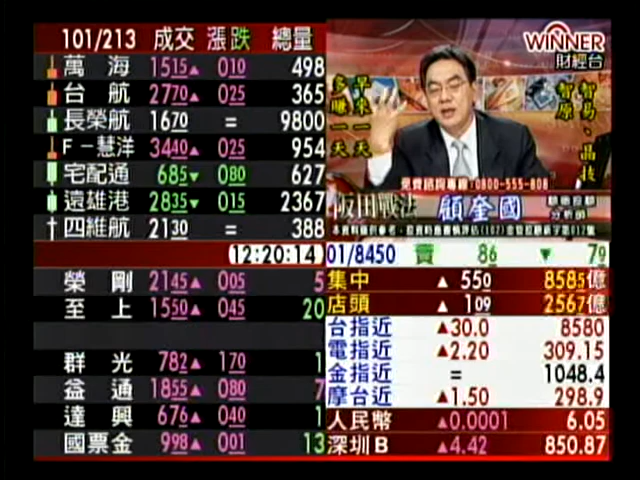 101/213 成交 漲跌 總量
萬海 1515▲ 010 498
台航 2770▲ 025 365
長榮航 1670 = 9800
F－慧洋 3440▲ 025 954
宅配通 685▼ 080 627
遠雄港 2835▼ 015 2367
四維航 2130 = 388
12:20:14
榮剛 2145▲ 005 5
至上 1550▲ 045 20
群光 782▲ 170 1
益通 1855▲ 080 7
達興 676▲ 040 1
國票金 998▲ 001 13
WINNER
財經台
早來一天
多賺一天
智易、晶技
智原
免費諮詢專線:0800-555-808
阪田戰法 顧奎國
分析師
01/8450 賣 86 ▼ 79
集中 ▲ 550 8585億
店頭 ▲ 109 2567億
台指近 ▲30.0 8580
電指近 ▲2.20 309.15
金指近 = 1048.4
摩台近 ▲1.50 298.9
人民幣 ▲0.0001 6.05
深圳B ▲4.42 850.87